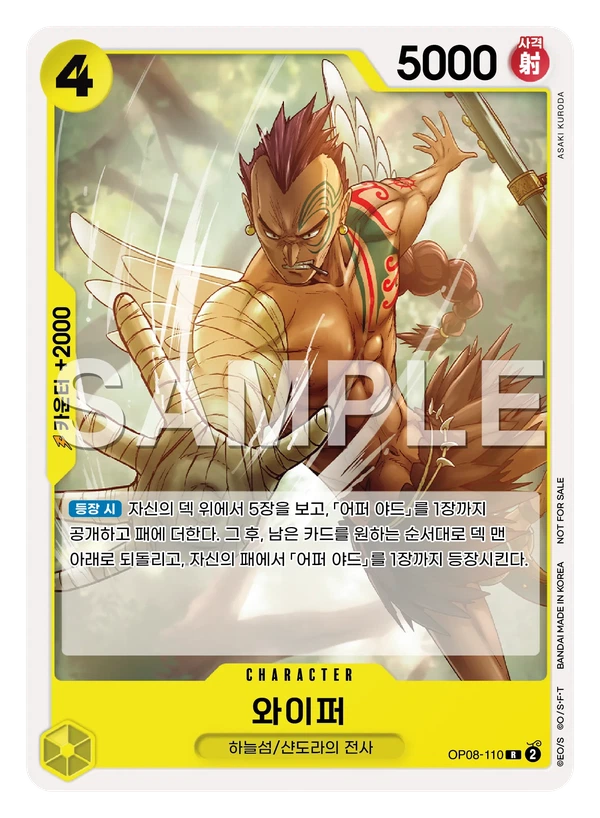 4
5000
사격
射
ASAKI KURODA
카운터 +2000
SAMPLE
등장 시 자신의 덱 위에서 5장을 보고, 「어퍼 야드」를 1장까지
공개하고 패에 더한다. 그 후, 남은 카드를 원하는 순서대로 덱 맨
아래로 되돌리고, 자신의 패에서 「어퍼 야드」를 1장까지 등장시킨다.
CHARACTER
와이퍼
하늘섬/샨도라의 전사
OP08-110 R 2
©EO/S ©O/S·F·T BANDAI MADE IN KOREA NOT FOR SALE